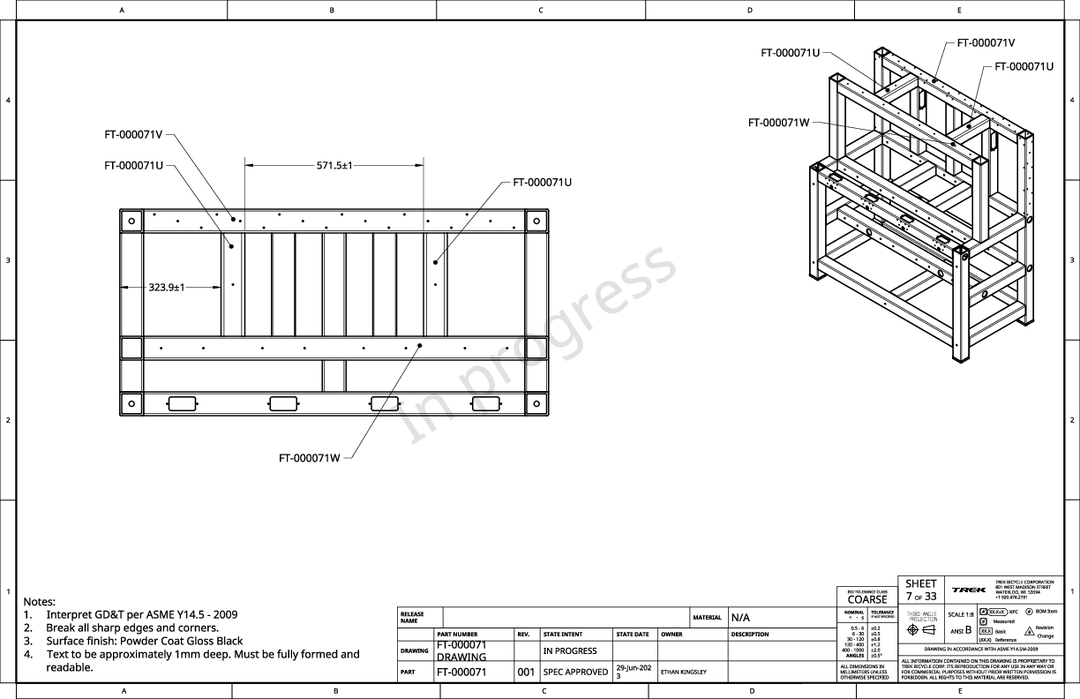 A B C D E
4 4
3 3
2 2
1 1
FT-000071V
FT-000071U
FT-000071U
FT-000071W
FT-000071V
FT-000071U
571.5±1
FT-000071U
323.9±1
FT-000071W
In progress
Notes:
1. Interpret GD&T per ASME Y14.5 - 2009
2. Break all sharp edges and corners.
3. Surface finish: Powder Coat Gloss Black
4. Text to be approximately 1mm deep. Must be fully formed and
readable.
RELEASE
NAME
MATERIAL N/A
PART NUMBER REV. STATE INTENT STATE DATE OWNER DESCRIPTION
DRAWING FT-000071
DRAWING IN PROGRESS
PART FT-000071 001 SPEC APPROVED 29-Jun-202
3 ETHAN KINGSLEY
ISO TOLERANCE CLASS
COARSE
NOMINAL TOLERANCE
0.5 - 6 ±0.2
6 - 30 ±0.5
30 - 120 ±0.8
120 - 400 ±1.2
400 - 1000 ±2.0
ANGLES ±0.5°
ALL DIMENSIONS IN
MILLIMETERS UNLESS
OTHERWISE SPECIFIED
SHEET
7 OF 33
TREK
TREK BICYCLE CORPORATION
801 WEST MADISON STREET
WATERLOO, WI 53594
+1 920.478.2191
THIRD ANGLE
PROJECTION
SCALE 1:8
ANSI B
XX.X±X KPC
BOM Item
Measured
XX.X Basic
(XX.X) Reference
Revision
Change
DRAWING IN ACCORDANCE WITH ASME Y14.5M-2009
ALL INFORMATION CONTAINED ON THIS DRAWING IS PROPRIETARY TO
TREK BICYCLE CORP. ITS REPRODUCTION FOR ANY USE IN ANY WAY OR
FOR COMMERCIAL PURPOSES WITHOUT PRIOR WRITTEN PERMISSION IS
FORBIDDEN. ALL RIGHTS TO THIS MATERIAL ARE RESERVED.
A B C D E